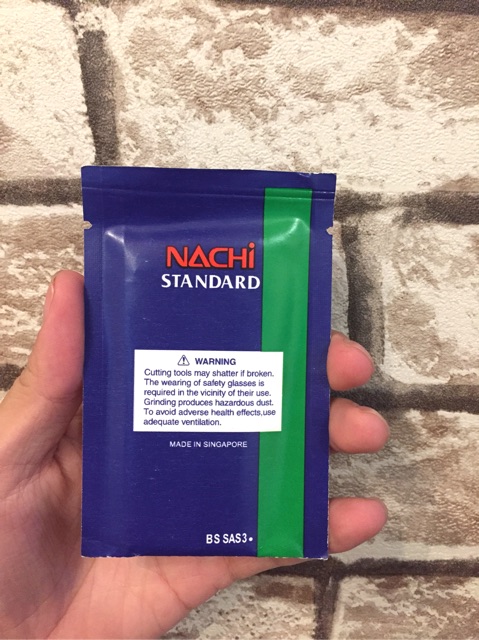 NACHi
STANDARD
⚠ WARNING
Cutting tools may shatter if broken.
The wearing of safety glasses is
required in the vicinity of their use.
Grinding produces hazardous dust.
To avoid adverse health effects,use
adequate ventilation.
MADE IN SINGAPORE
BS SAS3•